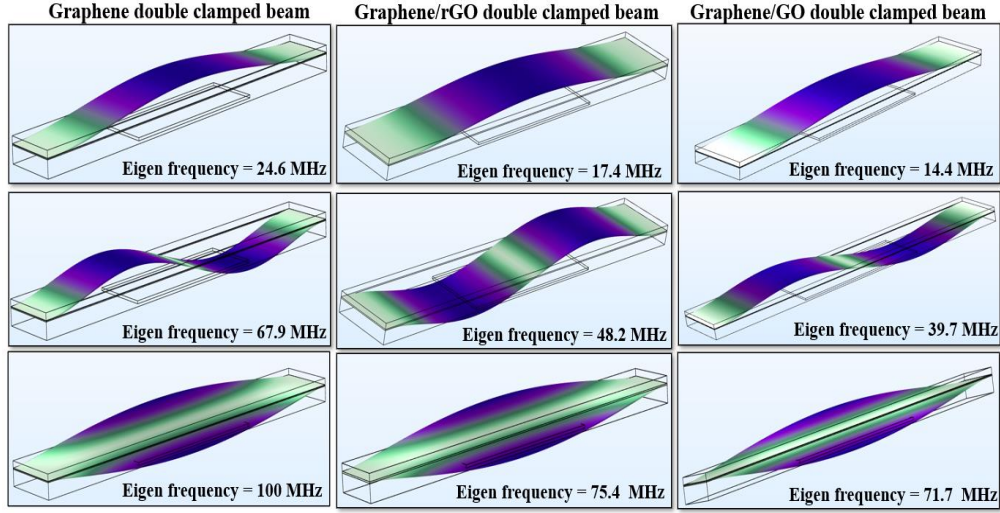 Graphene double clamped beam
Graphene/rGO double clamped beam
Graphene/GO double clamped beam
Eigen frequency = 24.6 MHz
Eigen frequency = 17.4 MHz
Eigen frequency = 14.4 MHz
Eigen frequency = 67.9 MHz
Eigen frequency = 48.2 MHz
Eigen frequency = 39.7 MHz
Eigen frequency = 100 MHz
Eigen frequency = 75.4 MHz
Eigen frequency = 71.7 MHz